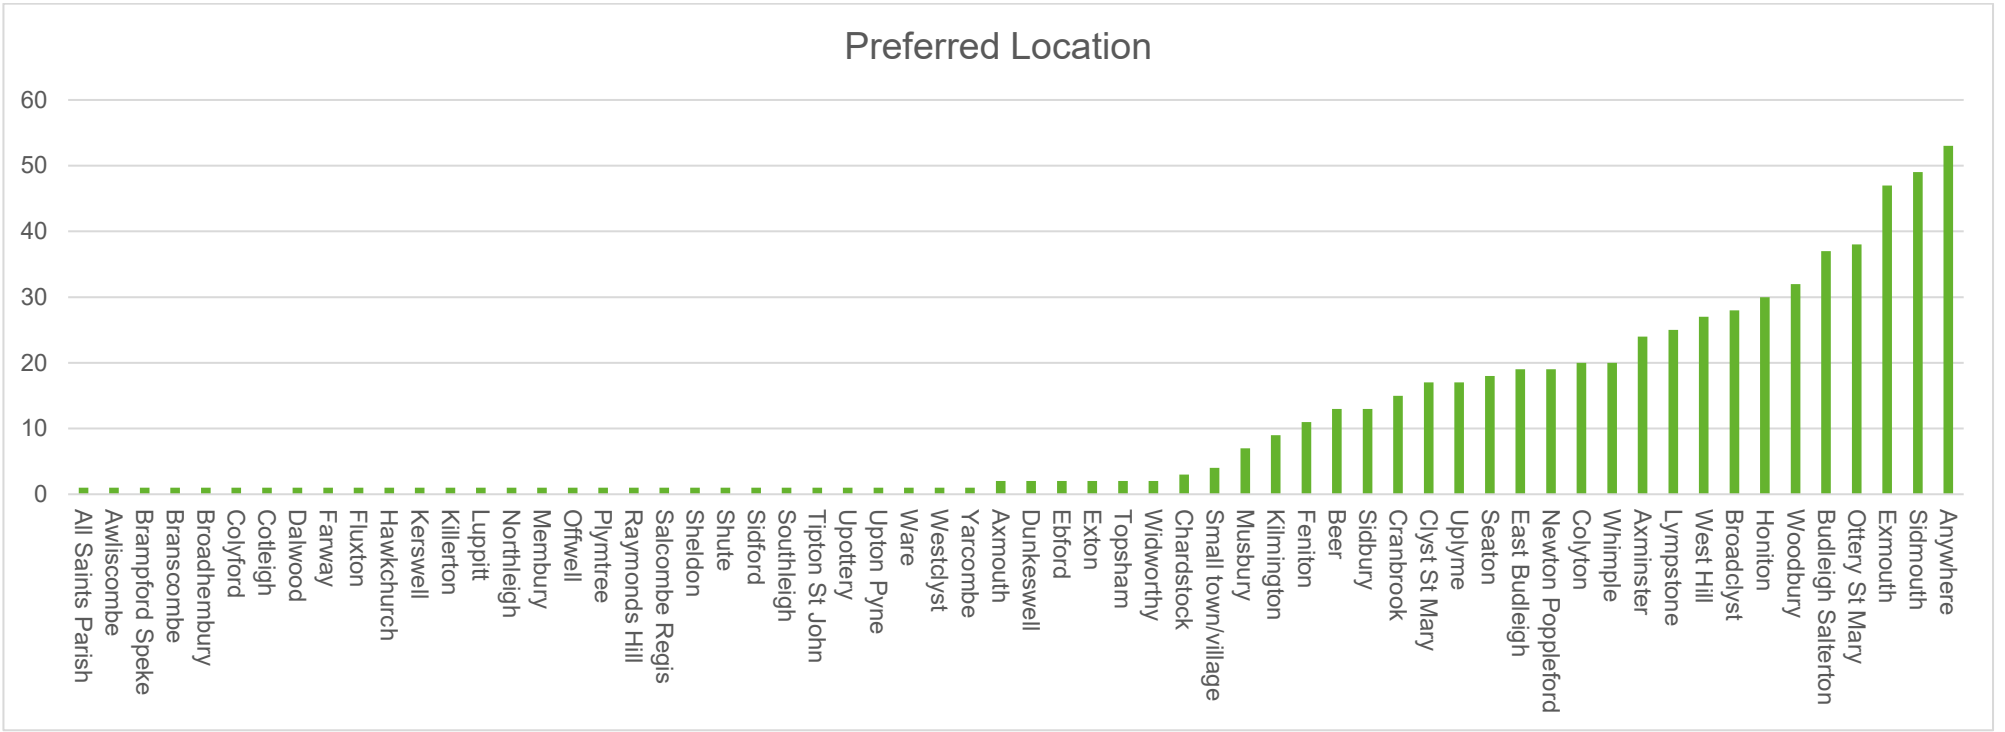 Preferred Location
60
50
40
30
20
10
0
All Saints Parish
Awliscombe
Brampford Speke
Branscombe
Broadhembury
Colyford
Cotleigh
Dalwood
Farway
Fluxton
Hawkchurch
Kerswell
Killerton
Luppitt
Northleigh
Membury
Offwell
Plymtree
Raymonds Hill
Salcombe Regis
Sheldon
Shute
Sidford
Southleigh
Tipton St John
Upottery
Upton Pyne
Ware
Westclyst
Yarcombe
Axmouth
Dunkeswell
Ebford
Exton
Topsham
Widworthy
Chardstock
Small town/village
Musbury
Kilmington
Feniton
Beer
Sidbury
Cranbrook
Clyst St Mary
Uplyme
Seaton
East Budleigh
Newton Poppleford
Colyton
Whimple
Axminster
Lympstone
West Hill
Broadclyst
Honiton
Woodbury
Budleigh Salterton
Ottery St Mary
Exmouth
Sidmouth
Anywhere